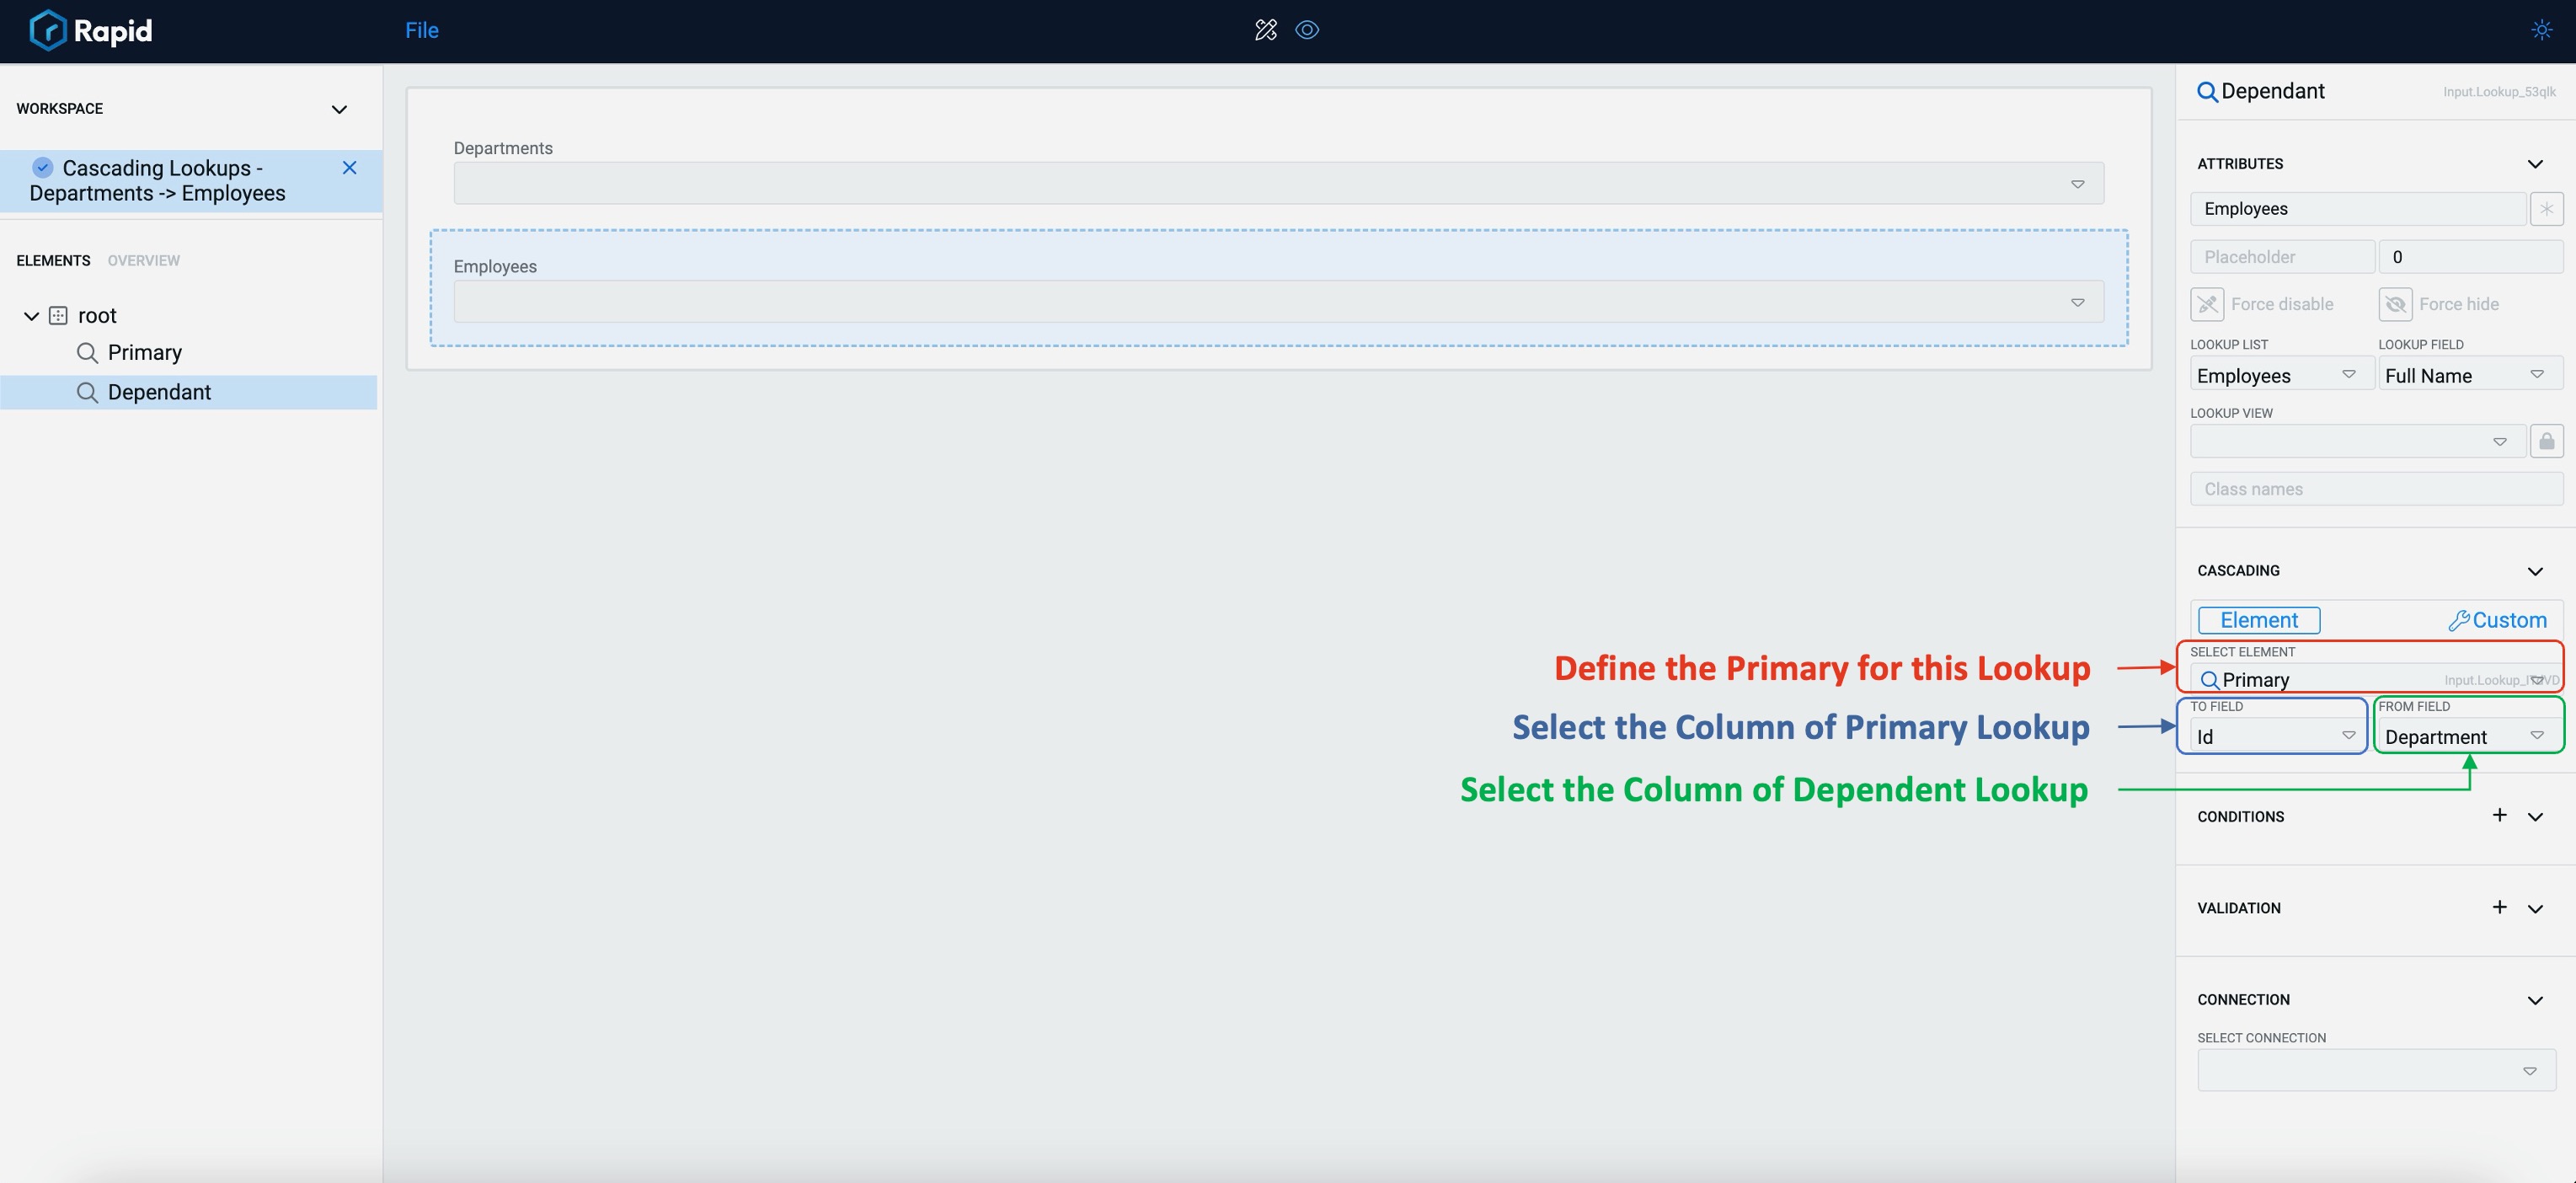 Rapid
File
WORKSPACE
Cascading Lookups -
Departments -> Employees
ELEMENTS OVERVIEW
root
Primary
Dependant
Departments
Employees
Define the Primary for this Lookup
Select the Column of Primary Lookup
Select the Column of Dependent Lookup
Dependant Input.Lookup_53qlk
ATTRIBUTES
Employees
Placeholder 0
Force disable Force hide
LOOKUP LIST LOOKUP FIELD
Employees Full Name
LOOKUP VIEW
Class names
CASCADING
Element Custom
SELECT ELEMENT
Primary
TO FIELD FROM FIELD
Id Department
CONDITIONS
VALIDATION
CONNECTION
SELECT CONNECTION